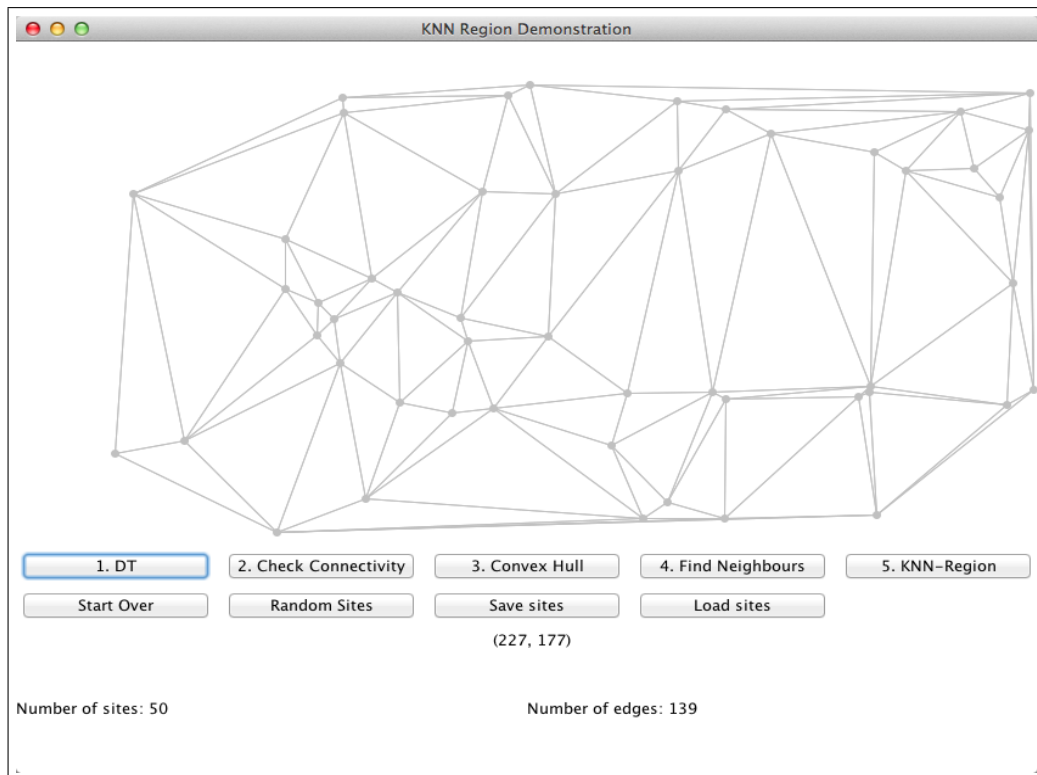 KNN Region Demonstration
1. DT
2. Check Connectivity
3. Convex Hull
4. Find Neighbours
5. KNN-Region
Start Over
Random Sites
Save sites
Load sites
(227, 177)
Number of sites: 50
Number of edges: 139